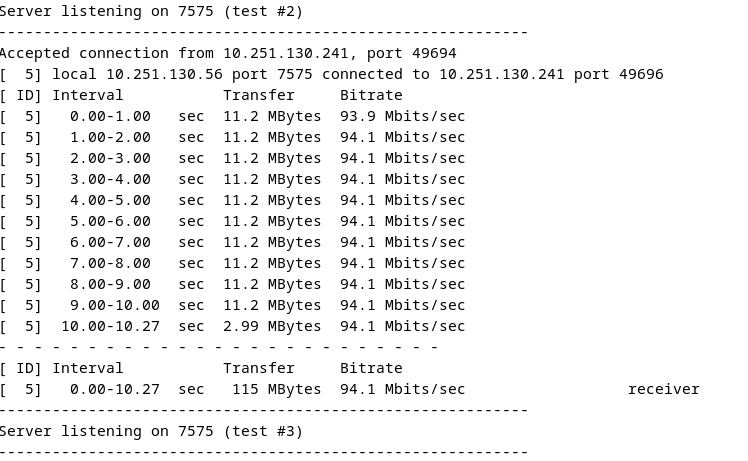 Server listening on 7575 (test #2)
-----------------------------------------------------------
Accepted connection from 10.251.130.241, port 49694
[  5] local 10.251.130.56 port 7575 connected to 10.251.130.241 port 49696
[ ID] Interval           Transfer     Bitrate
[  5]   0.00-1.00   sec  11.2 MBytes  93.9 Mbits/sec
[  5]   1.00-2.00   sec  11.2 MBytes  94.1 Mbits/sec
[  5]   2.00-3.00   sec  11.2 MBytes  94.1 Mbits/sec
[  5]   3.00-4.00   sec  11.2 MBytes  94.1 Mbits/sec
[  5]   4.00-5.00   sec  11.2 MBytes  94.1 Mbits/sec
[  5]   5.00-6.00   sec  11.2 MBytes  94.1 Mbits/sec
[  5]   6.00-7.00   sec  11.2 MBytes  94.1 Mbits/sec
[  5]   7.00-8.00   sec  11.2 MBytes  94.1 Mbits/sec
[  5]   8.00-9.00   sec  11.2 MBytes  94.1 Mbits/sec
[  5]   9.00-10.00  sec  11.2 MBytes  94.1 Mbits/sec
[  5]  10.00-10.27  sec  2.99 MBytes  94.1 Mbits/sec
- - - - - - - - - - - - - - - - - - - - - - - - -
[ ID] Interval           Transfer     Bitrate
[  5]   0.00-10.27  sec   115 MBytes  94.1 Mbits/sec                  receiver
-----------------------------------------------------------
Server listening on 7575 (test #3)
-----------------------------------------------------------